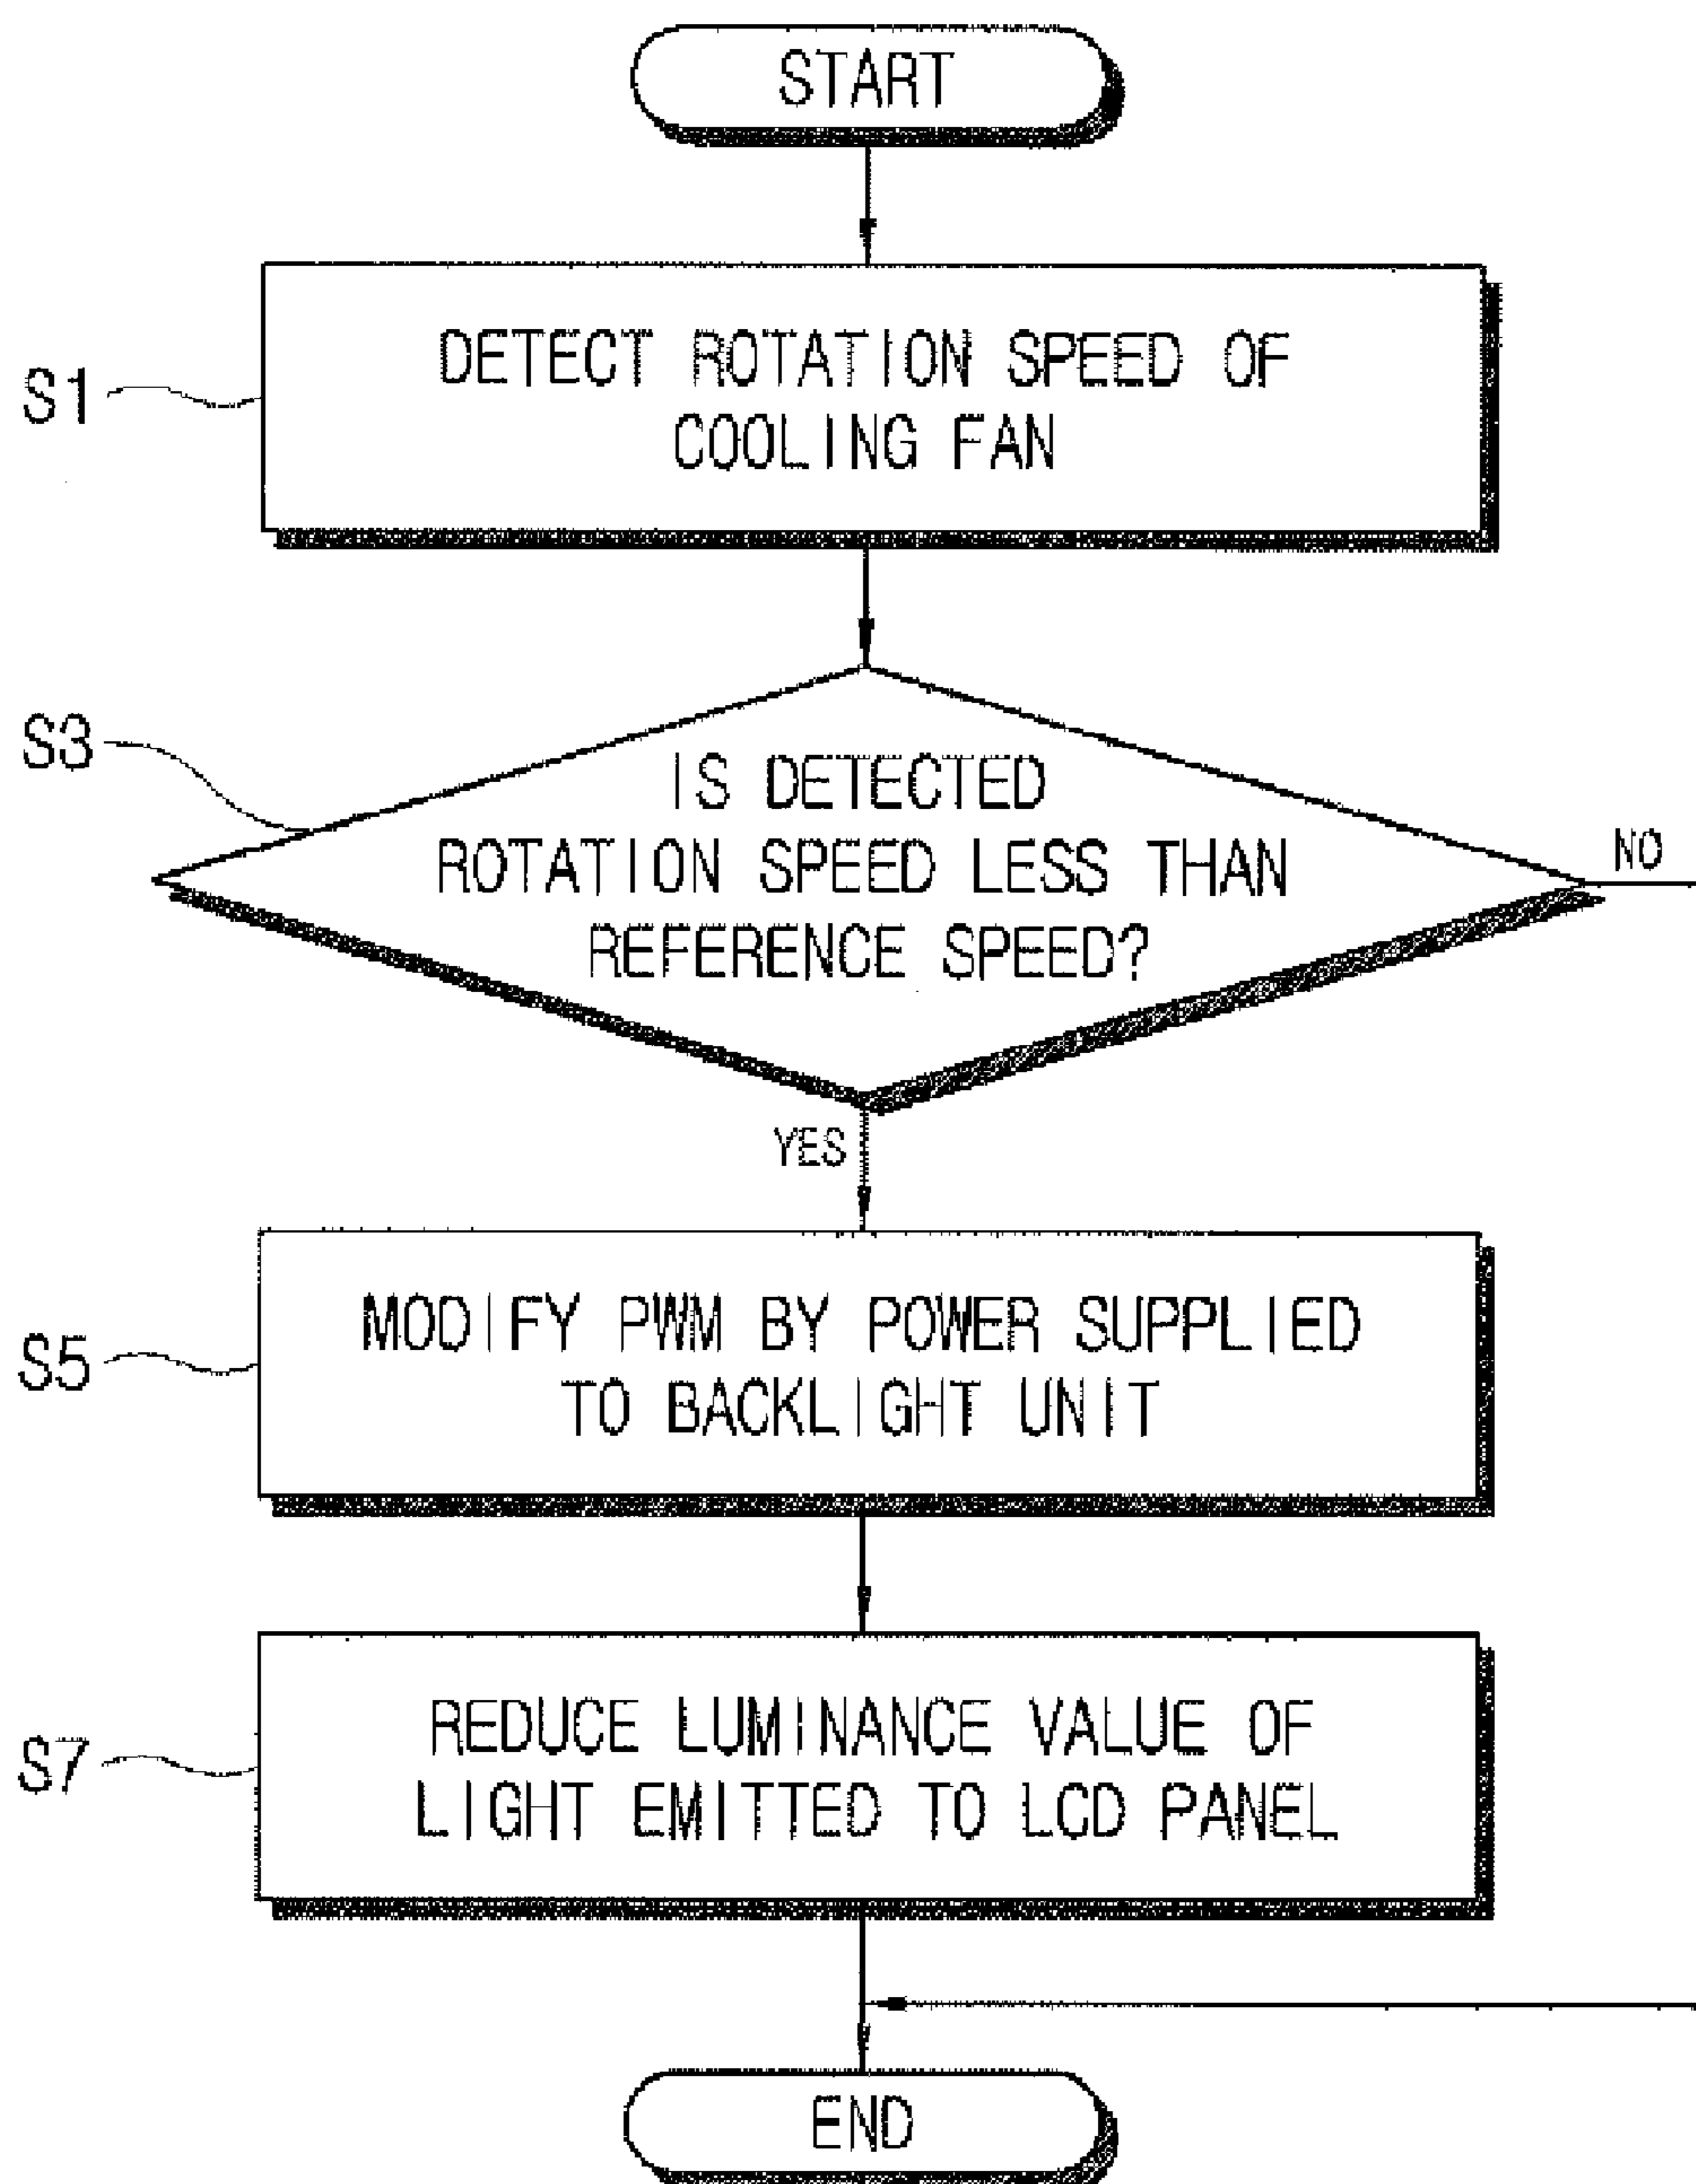 START
S1
DETECT ROTATION SPEED OF
COOLING FAN
S3
IS DETECTED
ROTATION SPEED LESS THAN
REFERENCE SPEED?
NO
YES
S5
MODIFY PWM BY POWER SUPPLIED
TO BACKLIGHT UNIT
S7
REDUCE LUMINANCE VALUE OF
LIGHT EMITTED TO LCD PANEL
END